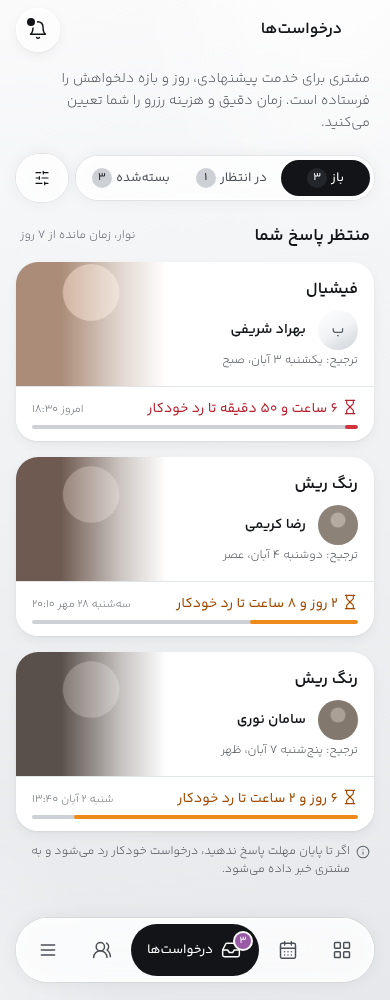 درخواست‌ها
مشتری برای خدمت پیشنهادی، روز و بازه دلخواهش را
فرستاده است. زمان دقیق و هزینه رزرو را شما تعیین
می‌کنید.
باز ۳
در انتظار ۱
بسته‌شده ۳
منتظر پاسخ شما
نوار، زمان مانده از ۷ روز
فیشیال
ب
بهراد شریفی
ترجیح: یکشنبه ۳ آبان، صبح
۶ ساعت و ۵۰ دقیقه تا رد خودکار
امروز ۱۸:۳۰
رنگ ریش
رضا کریمی
ترجیح: دوشنبه ۴ آبان، عصر
۲ روز و ۸ ساعت تا رد خودکار
سه‌شنبه ۲۸ مهر ۲۰:۱۰
رنگ ریش
سامان نوری
ترجیح: پنج‌شنبه ۷ آبان، ظهر
۶ روز و ۲ ساعت تا رد خودکار
شنبه ۲ آبان ۱۳:۴۰
اگر تا پایان مهلت پاسخ ندهید، درخواست خودکار رد می‌شود و به
مشتری خبر داده می‌شود.
۳
درخواست‌ها